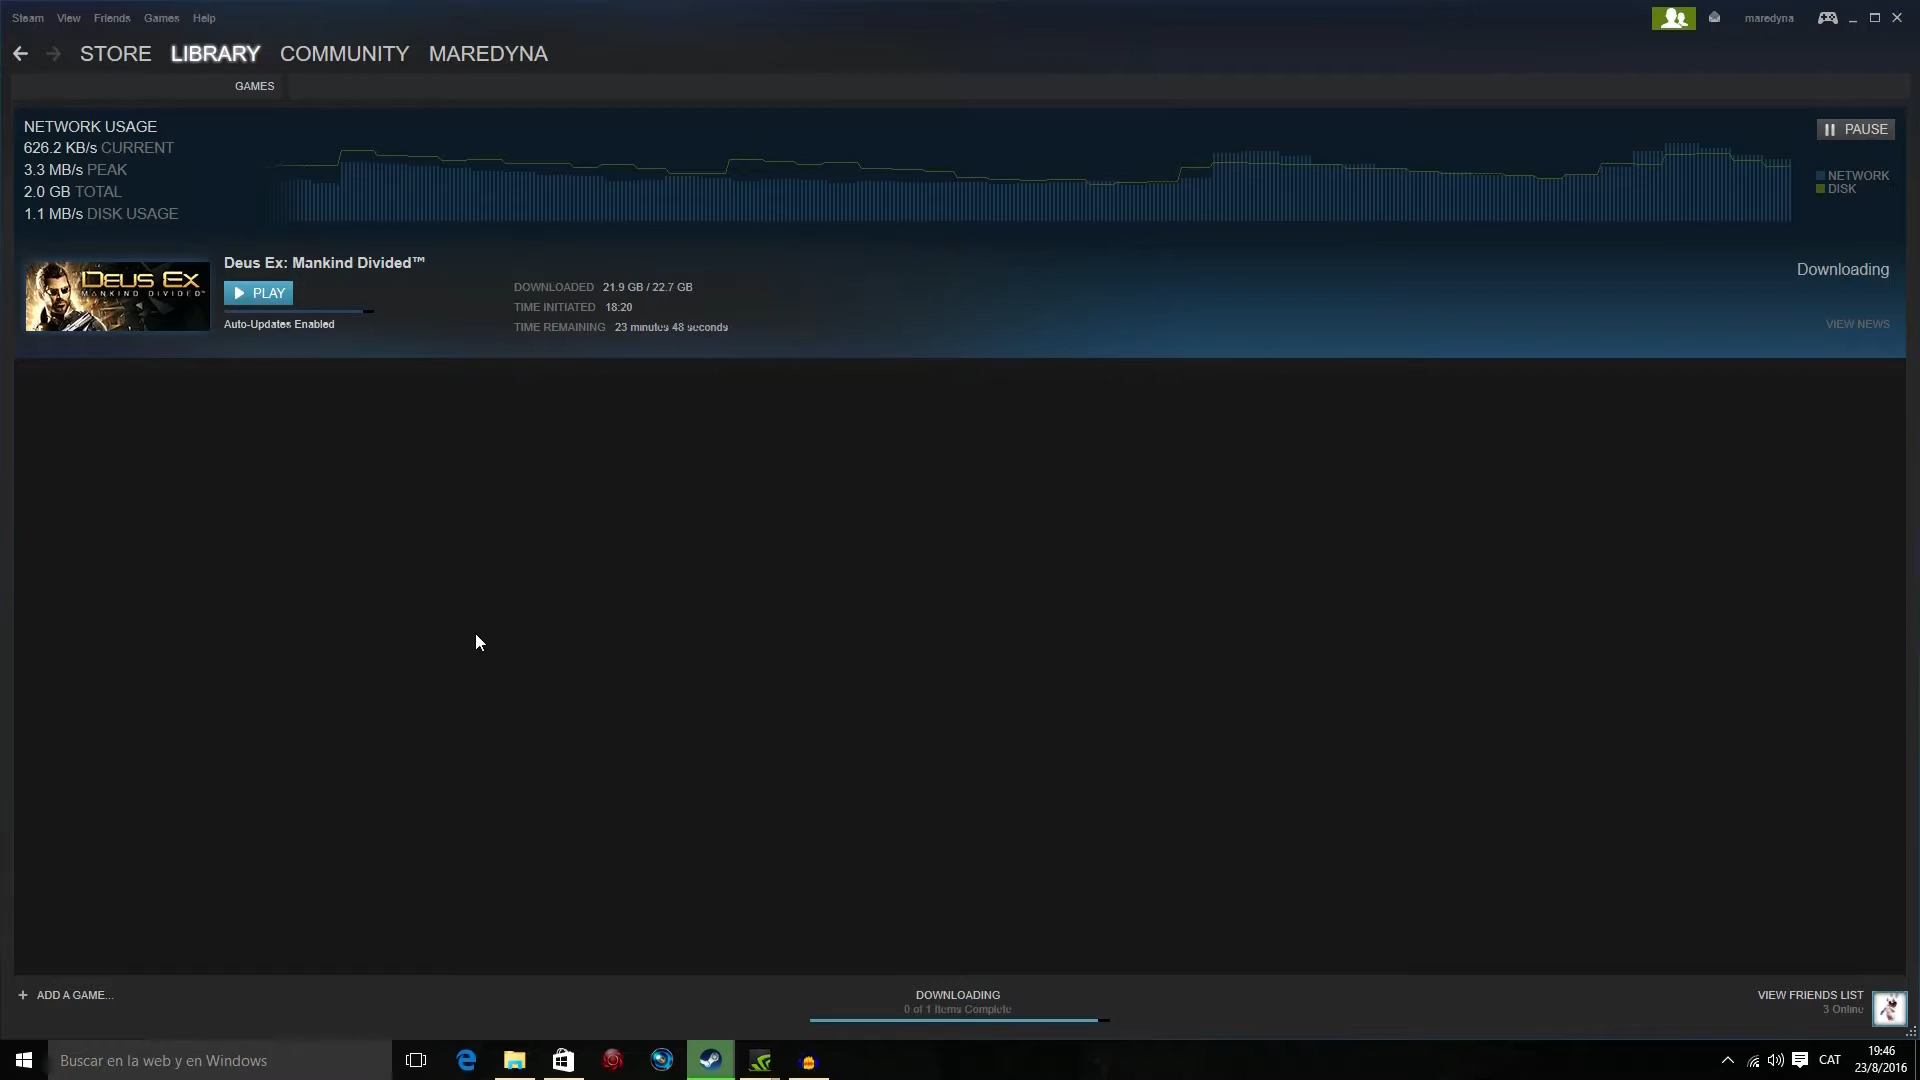 Steam View Friends Games Help
maredyna
STORE LIBRARY COMMUNITY MAREDYNA
GAMES
NETWORK USAGE
626.2 KB/s CURRENT
3.3 MB/s PEAK
2.0 GB TOTAL
1.1 MB/s DISK USAGE
PAUSE
NETWORK
DISK
DEUS EX
MANKIND DIVIDED™
Deus Ex: Mankind Divided™
PLAY
Auto-Updates Enabled
DOWNLOADED 21.9 GB / 22.7 GB
TIME INITIATED 18:20
TIME REMAINING 23 minutes 48 seconds
Downloading
VIEW NEWS
ADD A GAME...
DOWNLOADING
0 of 1 Items Complete
VIEW FRIENDS LIST
3 Online
Buscar en la web y en Windows
CAT
19:46
23/8/2016